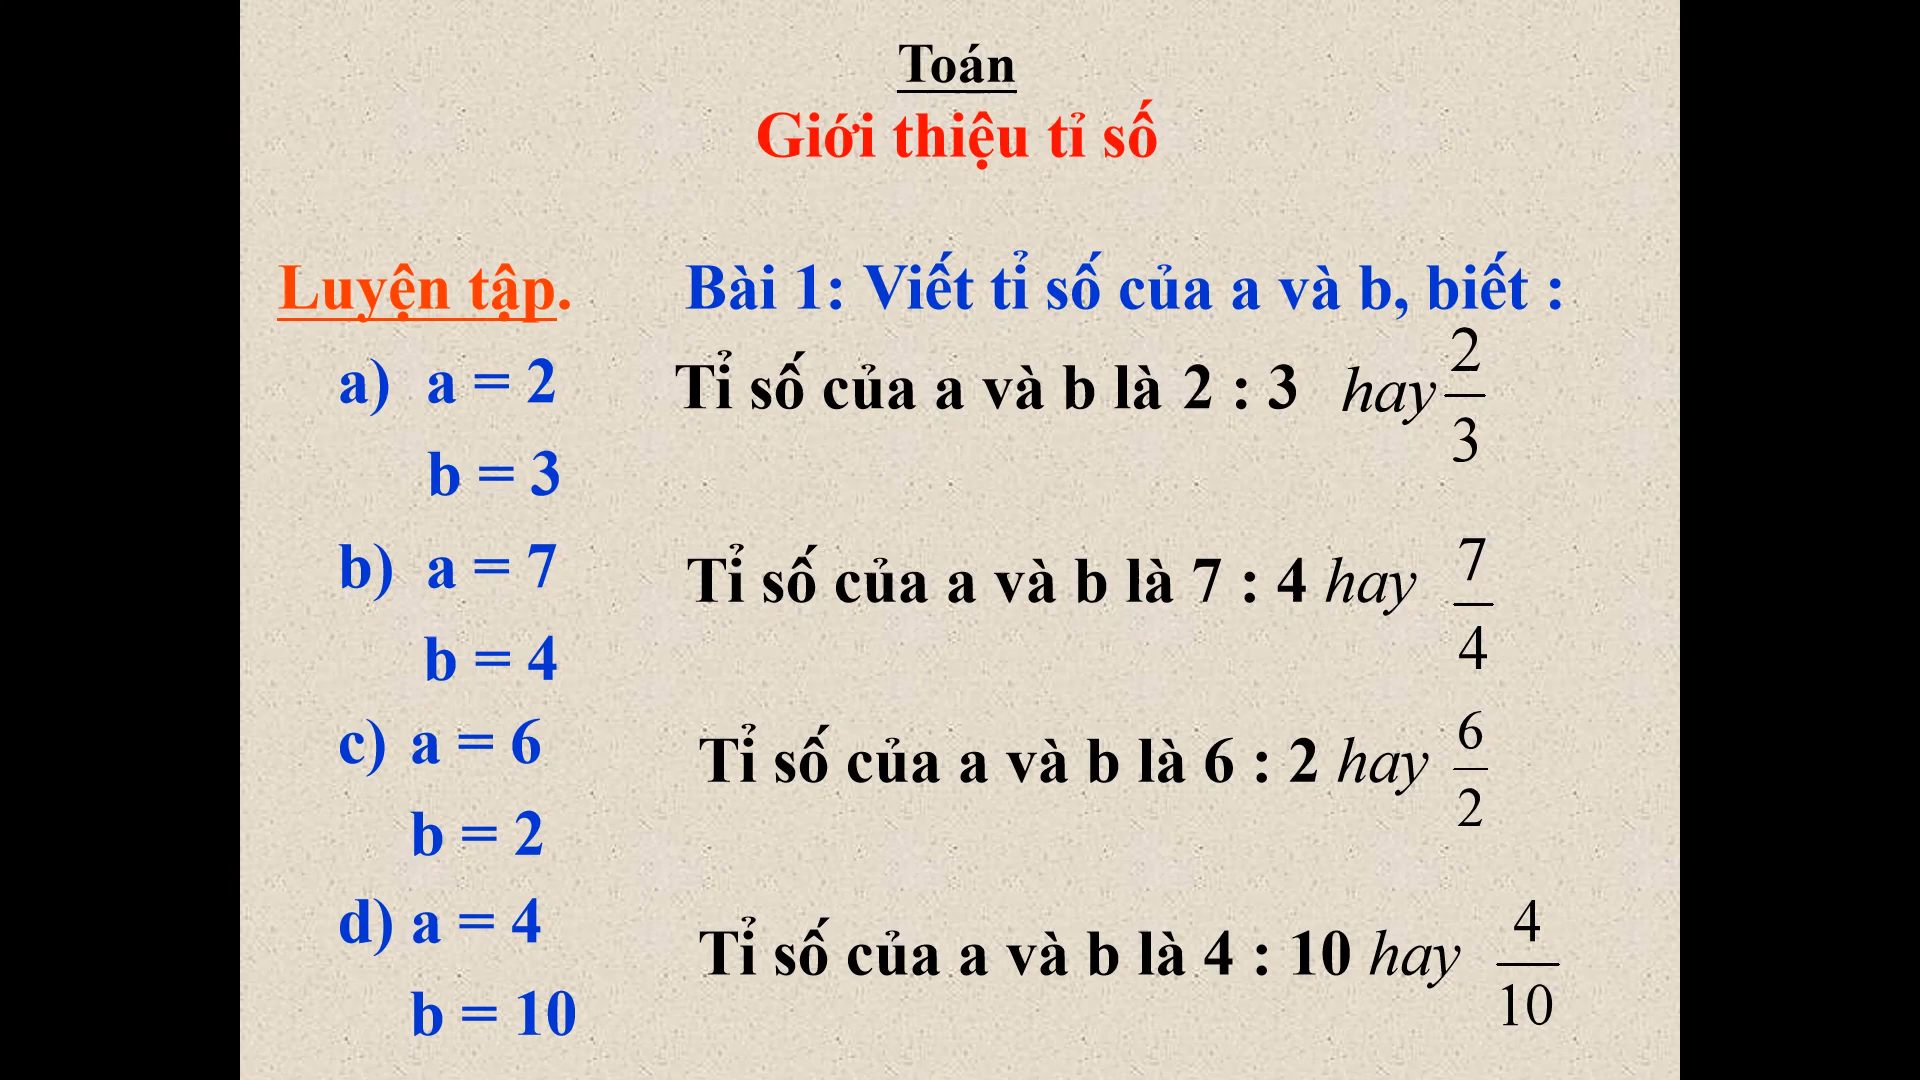 Toán
Giới thiệu tỉ số
Luyện tập. Bài 1: Viết tỉ số của a và b, biết :
a) a = 2 Tỉ số của a và b là 2 : 3 hay 2/3
b = 3
b) a = 7 Tỉ số của a và b là 7 : 4 hay 7/4
b = 4
c) a = 6 Tỉ số của a và b là 6 : 2 hay 6/2
b = 2
d) a = 4 Tỉ số của a và b là 4 : 10 hay 4/10
b = 10